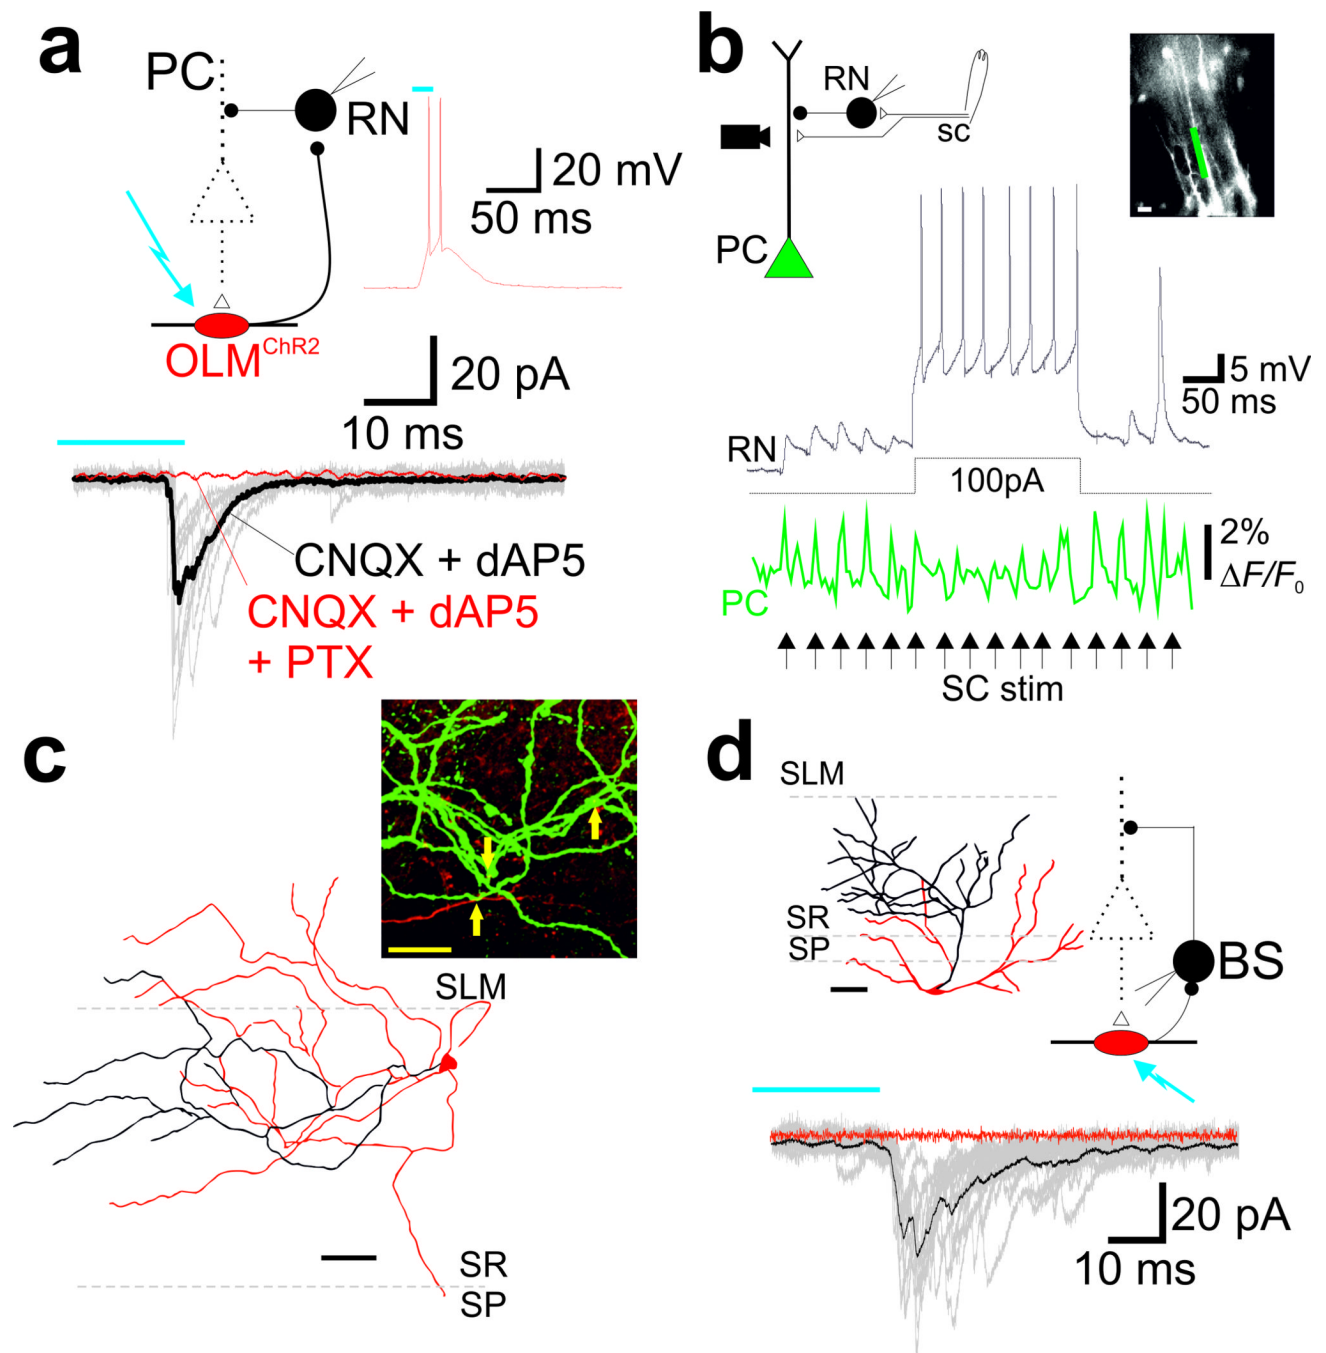 a
PC
RN
20 mV
50 ms
OLM^ChR2
20 pA
10 ms
CNQX + dAP5
CNQX + dAP5
+ PTX
b
RN
sc
PC
5 mV
50 ms
RN
100pA
2%
ΔF/F₀
PC
SC stim
c
SLM
SR
SP
d
SLM
SR
SP
BS
20 pA
10 ms